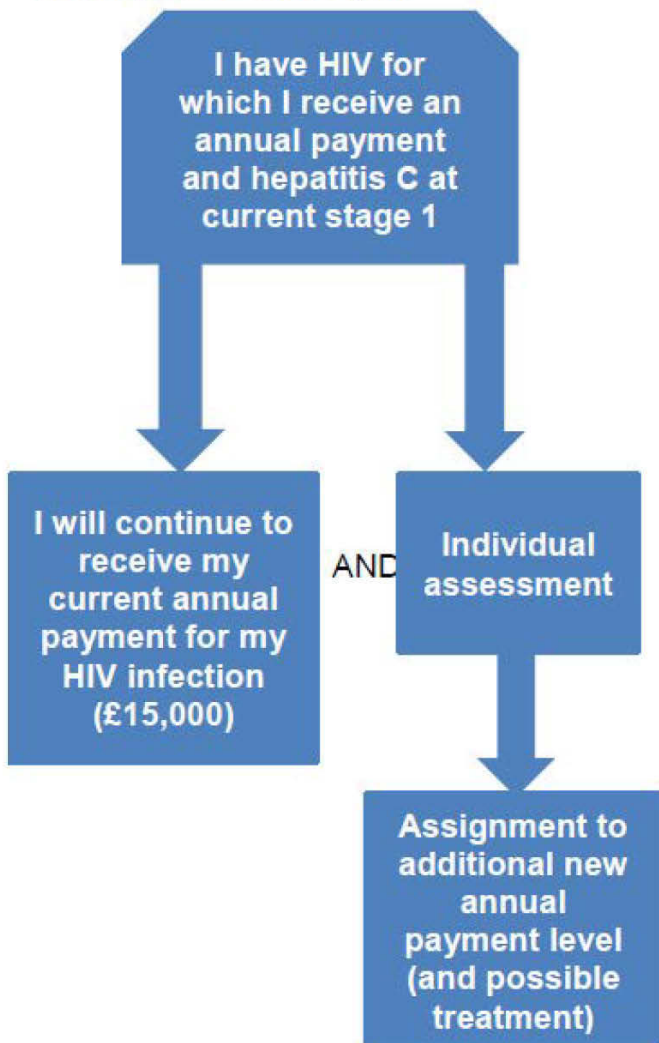 I have HIV for
which I receive an
annual payment
and hepatitis C at
current stage 1
I will continue to
receive my
current annual
payment for my
HIV infection
(£15,000)
AND
Individual
assessment
Assignment to
additional new
annual
payment level
(and possible
treatment)